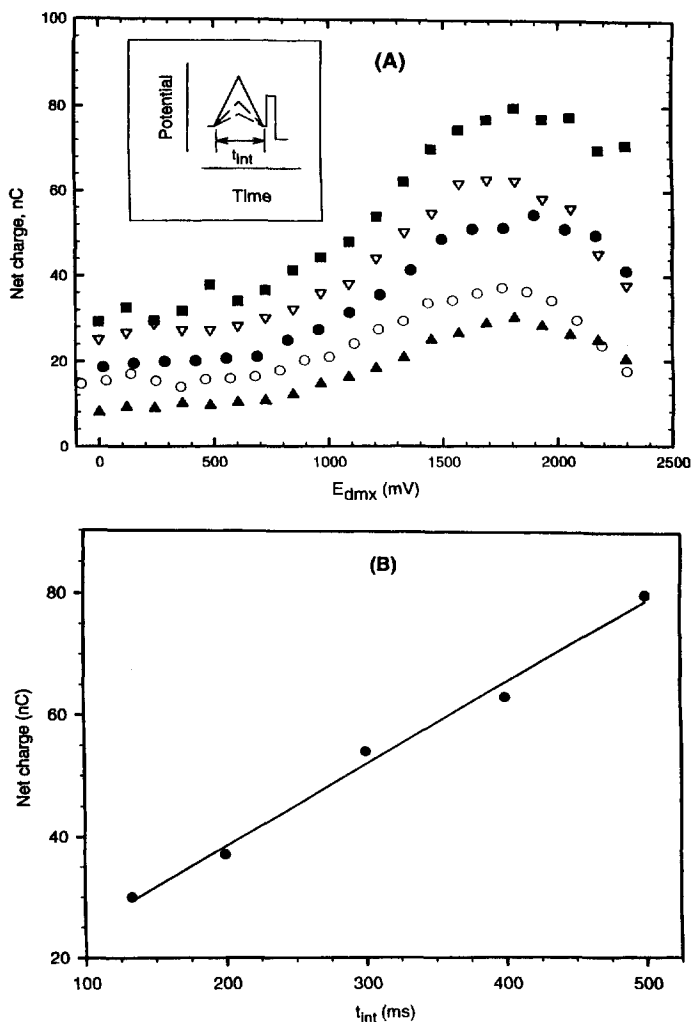 (A)
Net charge, nC
100
80
60
40
20
0
Potential
t_int
Time
0
500
1000
1500
2000
2500
E_dmx (mV)
(B)
Net charge (nC)
80
60
40
20
100
200
300
400
500
t_int (ms)